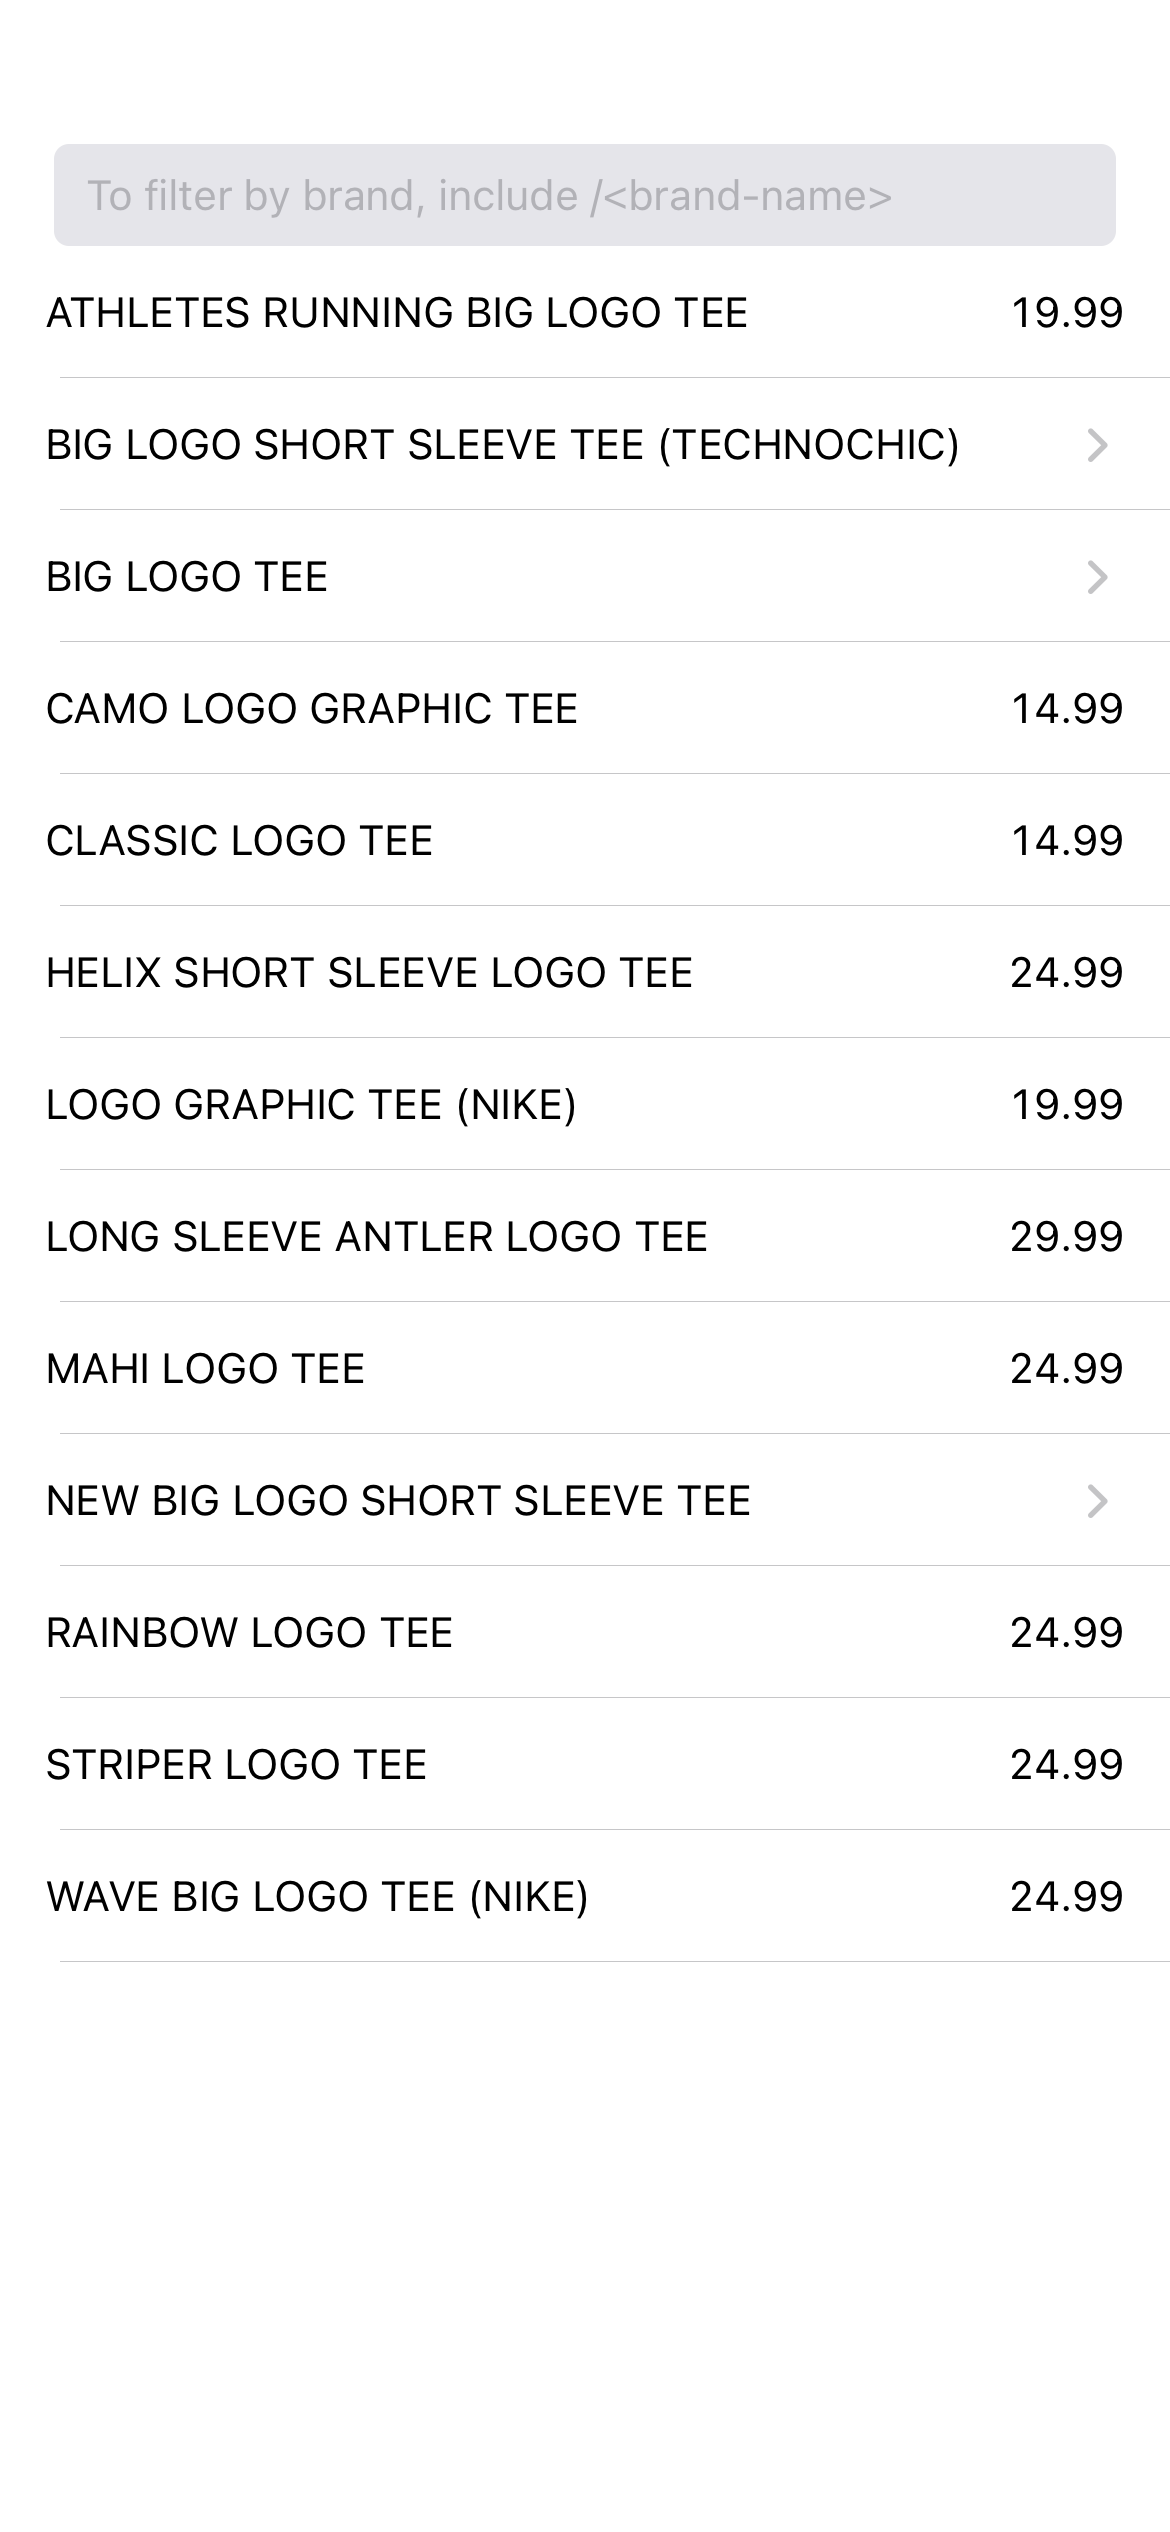 To filter by brand, include /<brand-name>
ATHLETES RUNNING BIG LOGO TEE 19.99
BIG LOGO SHORT SLEEVE TEE (TECHNOCHIC)
BIG LOGO TEE
CAMO LOGO GRAPHIC TEE 14.99
CLASSIC LOGO TEE 14.99
HELIX SHORT SLEEVE LOGO TEE 24.99
LOGO GRAPHIC TEE (NIKE) 19.99
LONG SLEEVE ANTLER LOGO TEE 29.99
MAHI LOGO TEE 24.99
NEW BIG LOGO SHORT SLEEVE TEE
RAINBOW LOGO TEE 24.99
STRIPER LOGO TEE 24.99
WAVE BIG LOGO TEE (NIKE) 24.99